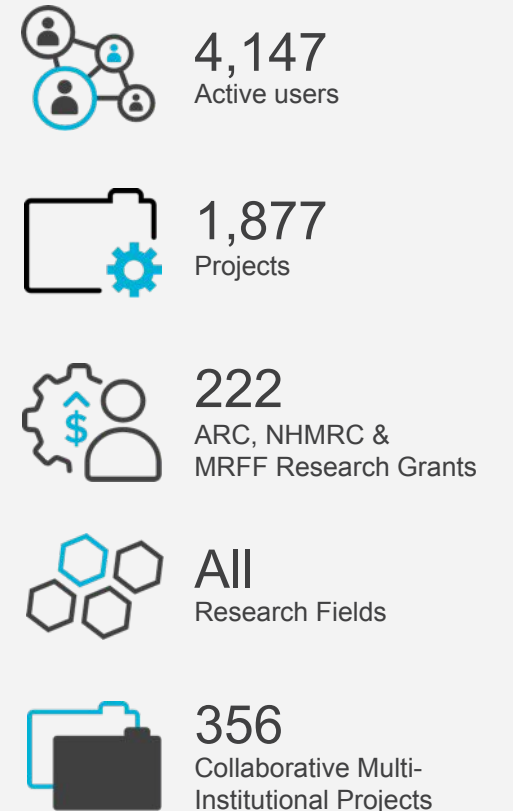 4,147
Active users
1,877
Projects
$
222
ARC, NHMRC &
MRFF Research Grants
All
Research Fields
356
Collaborative Multi-
Institutional Projects